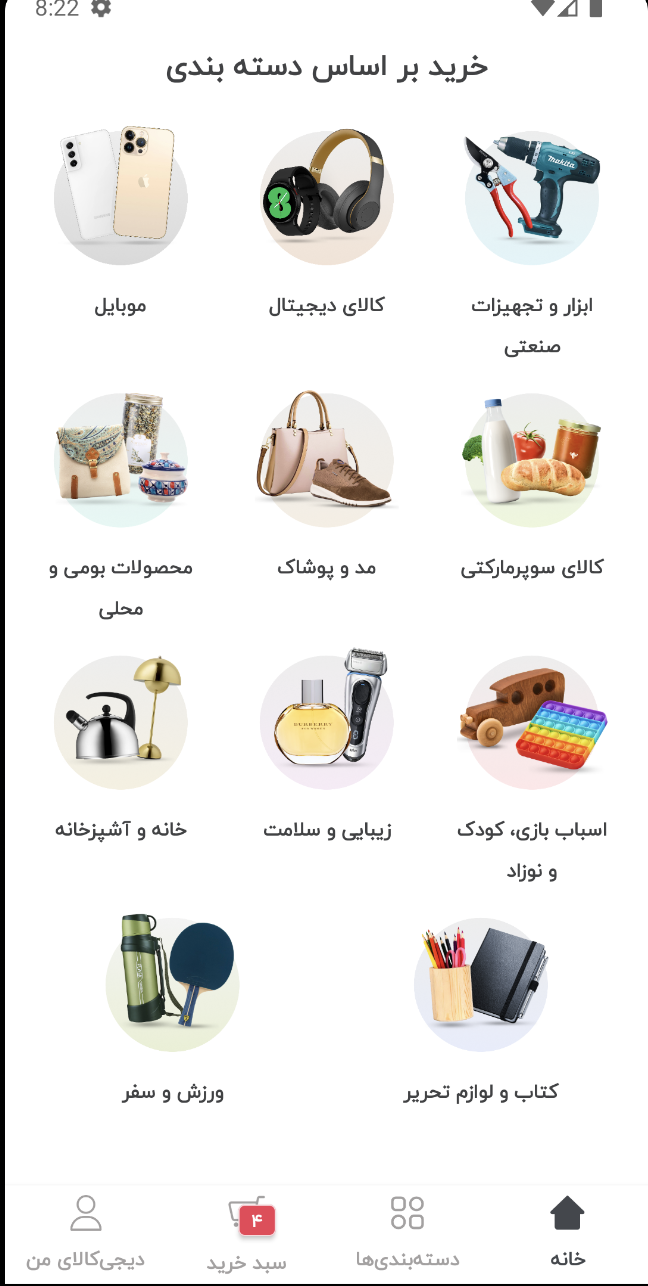 8:22
خرید بر اساس دسته بندی
makita
ابزار و تجهیزات
صنعتی
کالای دیجیتال
موبایل
کالای سوپرمارکتی
مد و پوشاک
محصولات بومی و
محلی
BURBERRY
اسباب بازی، کودک
و نوزاد
زیبایی و سلامت
خانه و آشپزخانه
کتاب و لوازم تحریر
ورزش و سفر
خانه
دسته‌بندی‌ها
۴
سبد خرید
دیجی‌کالای من